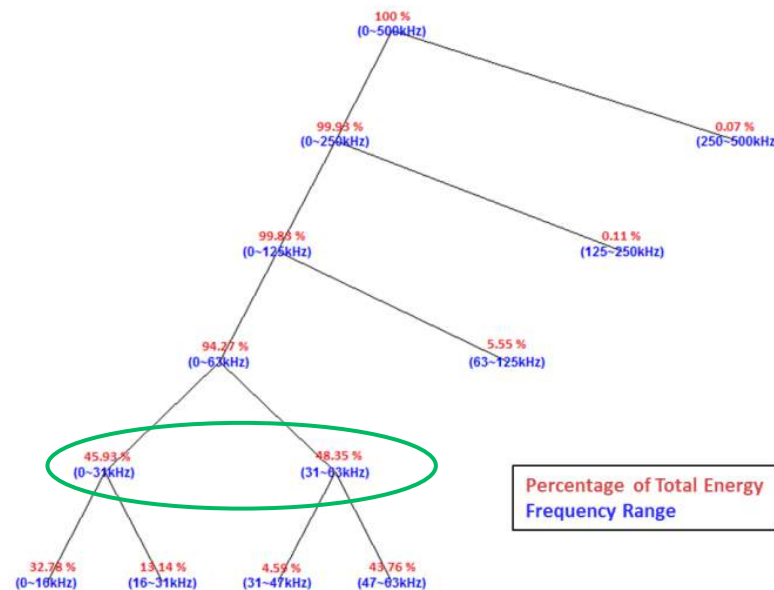 100 %
(0~500kHz)
99.93 %
(0~250kHz)
0.07 %
(250~500kHz)
99.83 %
(0~125kHz)
0.11 %
(125~250kHz)
94.27 %
(0~63kHz)
5.55 %
(63~125kHz)
45.93 %
(0~31kHz)
48.35 %
(31~63kHz)
Percentage of Total Energy
Frequency Range
32.78 %
(0~16kHz)
13.14 %
(16~31kHz)
4.59 %
(31~47kHz)
43.76 %
(47~63kHz)